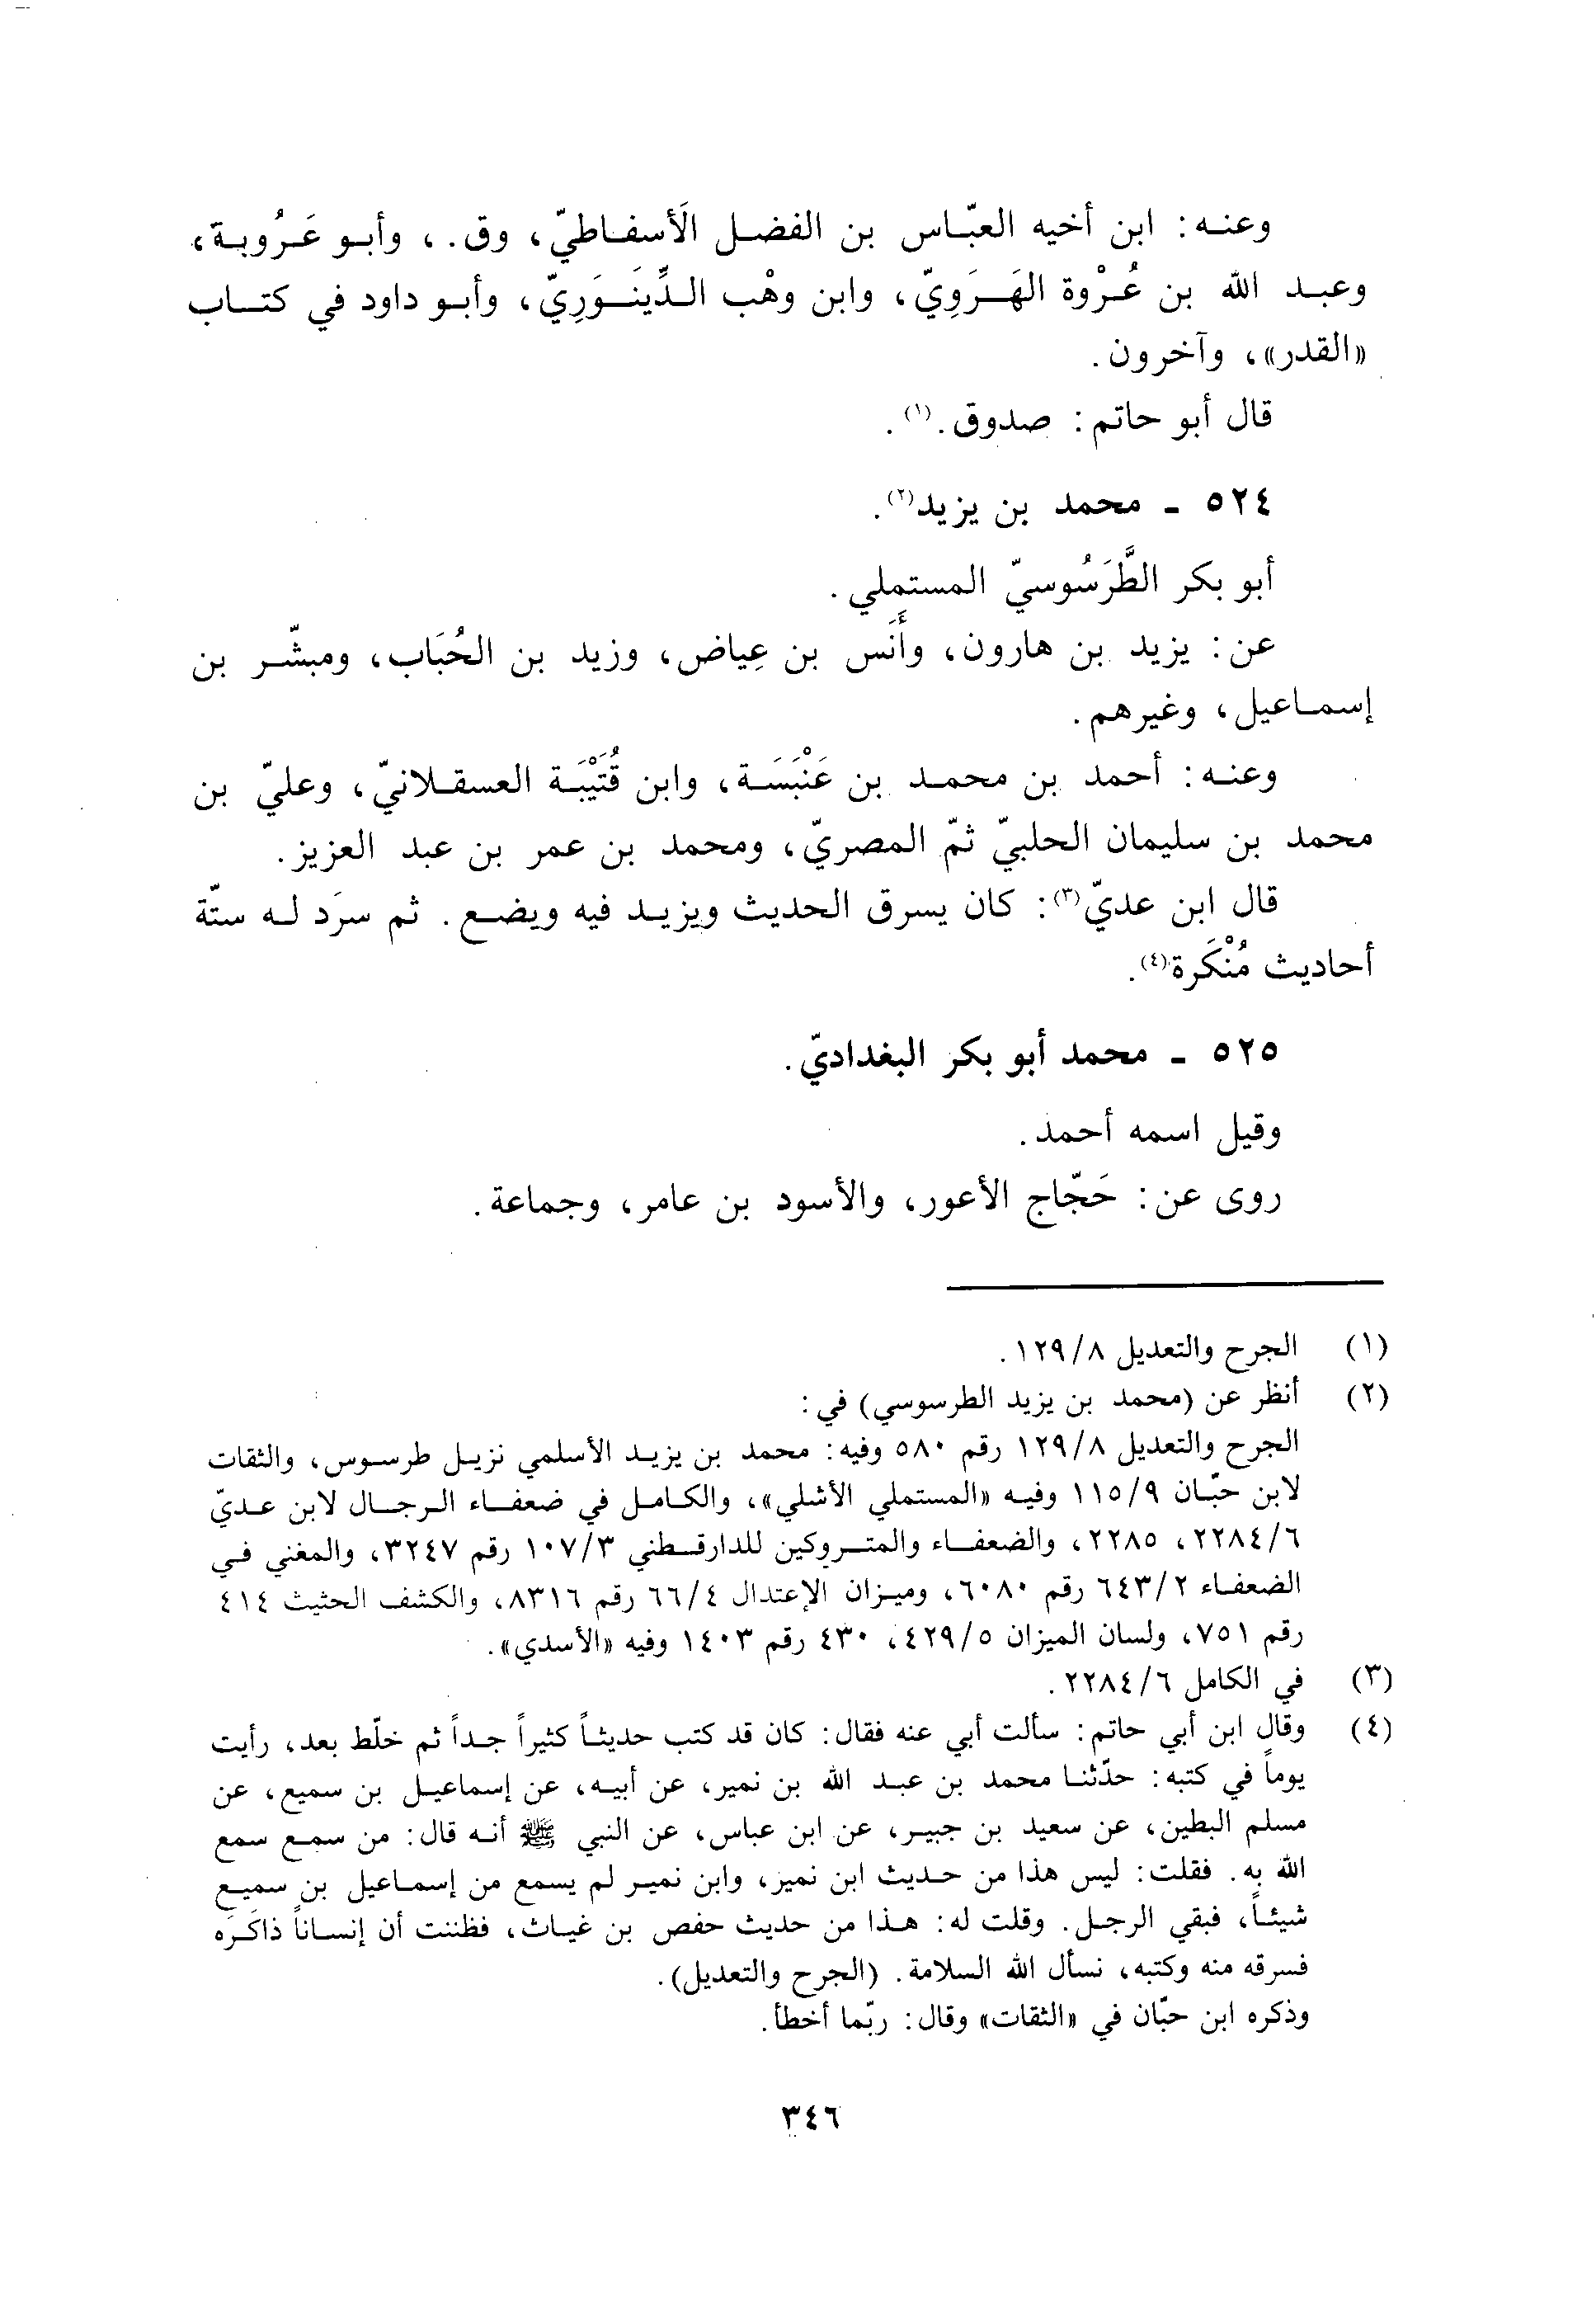 وعنه: ابن أخيه العبّاس بن الفضل الَأسفاطيّ، وق.، وأبو عَرُوبة،
وعبد الله بن عُرْوة الهَرَوِيّ، وابن وهْب الدِّينَوَرِيّ، وأبو داود في كتاب
«القدر»، وآخرون.
قال أبو حاتم: صدوق.(١).
٥٢٤ - محمد بن يزيد(٢).
أبو بكر الطَّرَسُوسيّ المستملي.
عن: يزيد بن هارون، وأَنَس بن عِياض، وزيد بن الحُبَاب، ومبشّر بن
إسماعيل، وغيرهم.
وعنه: أحمد بن محمد بن عَنْبَسَة، وابن قُتَيْبَة العسقلانيّ، وعليّ بن
محمد بن سليمان الحلبيّ ثمّ المصريّ، ومحمد بن عمر بن عبد العزيز.
قال ابن عديّ(٣): كان يسرق الحديث ويزيد فيه ويضع. ثم سرَد له ستّة
أحاديث مُنْكَرة(٤).
٥٢٥ - محمد أبو بكر البغداديّ.
وقيل اسمه أحمد.
روى عن: حَجّاج الأعور، والأسود بن عامر، وجماعة.
(١) الجرح والتعديل ١٢٩/٨.
(٢) أنظر عن (محمد بن يزيد الطرسوسي) في:
الجرح والتعديل ١٢٩/٨ رقم ٥٨٠ وفيه: محمد بن يزيد الأسلمي نزيل طرسوس، والثقات
لابن حبّان ١١٥/٩ وفيه «المستملي الأشلي»، والكامل في ضعفاء الرجال لابن عديّ
٢٢٨٤/٦، ٢٢٨٥، والضعفاء والمتروكين للدارقطني ١٠٧/٣ رقم ٣٢٤٧، والمغني في
الضعفاء ٦٤٣/٢ رقم ٦٠٨٠، وميزان الإعتدال ٦٦/٤ رقم ٨٣١٦، والكشف الحثيث ٤١٤
رقم ٧٥١، ولسان الميزان ٤٢٩/٥، ٤٣٠ رقم ١٤٠٣ وفيه «الأسدي».
(٣) في الكامل ٢٢٨٤/٦.
(٤) وقال ابن أبي حاتم: سألت أبي عنه فقال: كان قد كتب حديثاً كثيراً جداً ثم خلّط بعد، رأيت
يوماً في كتبه: حدّثنا محمد بن عبد الله بن نمير، عن أبيه، عن إسماعيل بن سميع، عن
مسلم البطين، عن سعيد بن جبير، عن ابن عباس، عن النبي ﷺ أنه قال: من سمع سمع
الله به. فقلت: ليس هذا من حديث ابن نمير، وابن نمير لم يسمع من إسماعيل بن سميع
شيئاً، فبقي الرجل. وقلت له: هذا من حديث حفص بن غياث، فظننت أن إنساناً ذاكَرَه
فسرقه منه وكتبه، نسأل الله السلامة. (الجرح والتعديل).
وذكره ابن حبّان في «الثقات» وقال: ربّما أخطأ.
٣٤٦